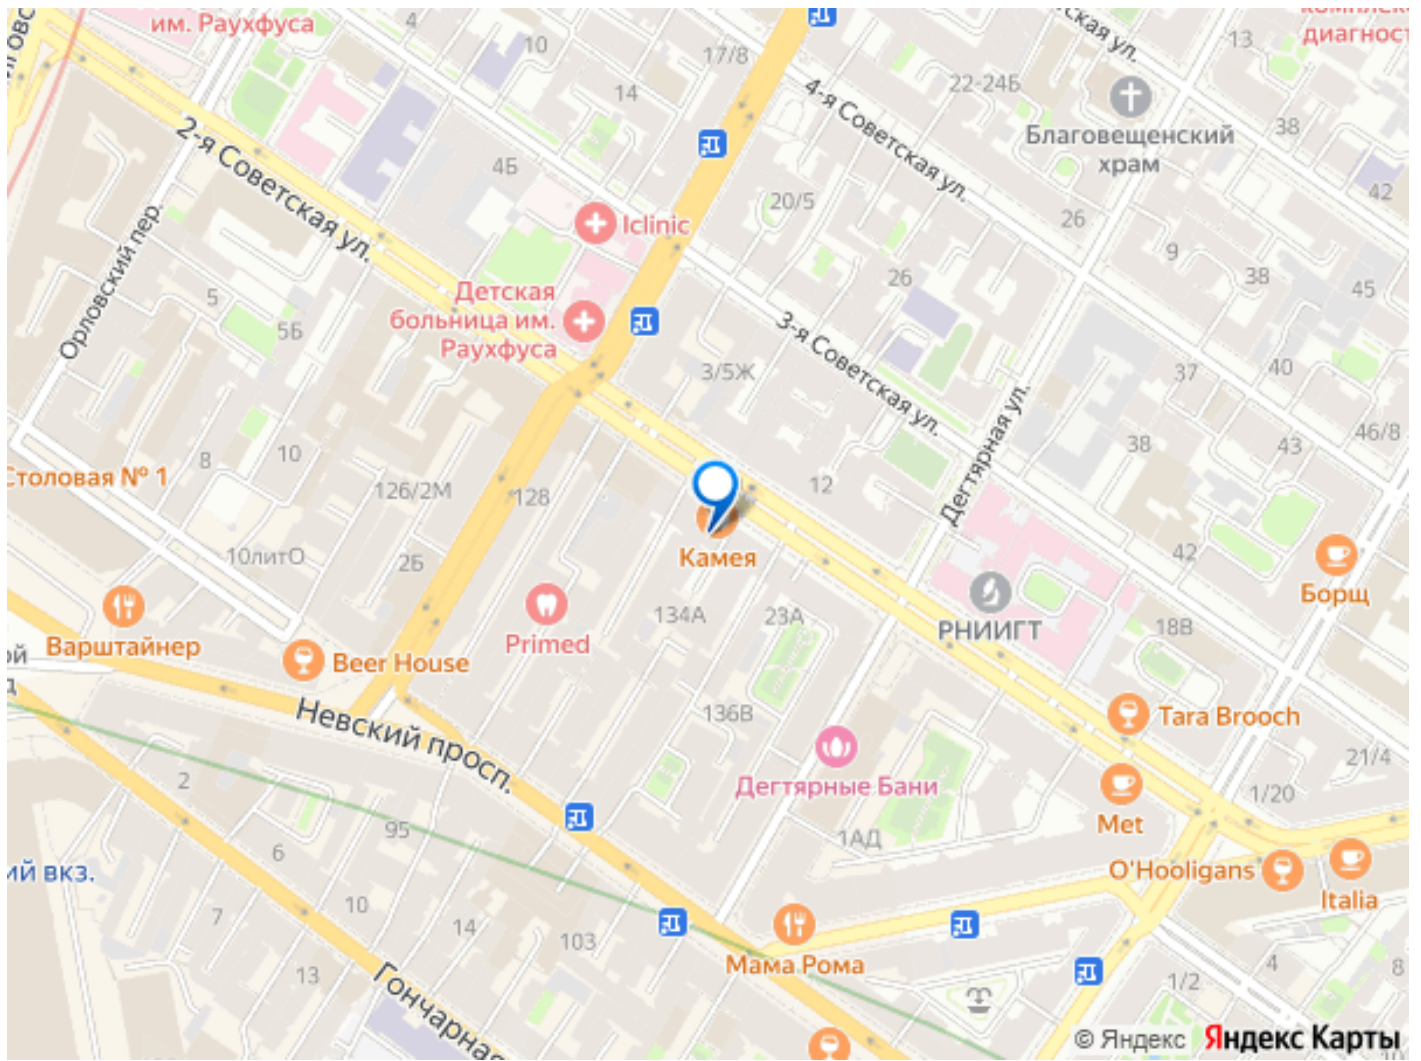 им. Раухфуса
4
10
17/8
14
4Б
2-я Советская ул.
Орловский пер.
5
5Б
8
10
Столовая № 1
126/2М
128
10литО
2Б
Iclinic
Детская
больница им.
Раухфуса
20/5
4-я Советская ул.
22-24Б
13
диагност
Благовещенский
храм
38
42
26
9
38
26
45
3-я Советская ул.
3/5Ж
40
37
Дегтярная ул.
38
43
46/8
12
42
Камея
134А
23А
Primed
Варштайнер
Beer House
Невский просп.
РНИИГТ
18В
Борщ
Tara Brooch
136В
Дегтярные Бани
21/4
1/20
Met
1АД
O'Hooligans
Italia
2
95
6
ий вкз.
10
7
14
103
13
Гончарная
Мама Рома
1/2
4
8
© Яндекс Яндекс Карты